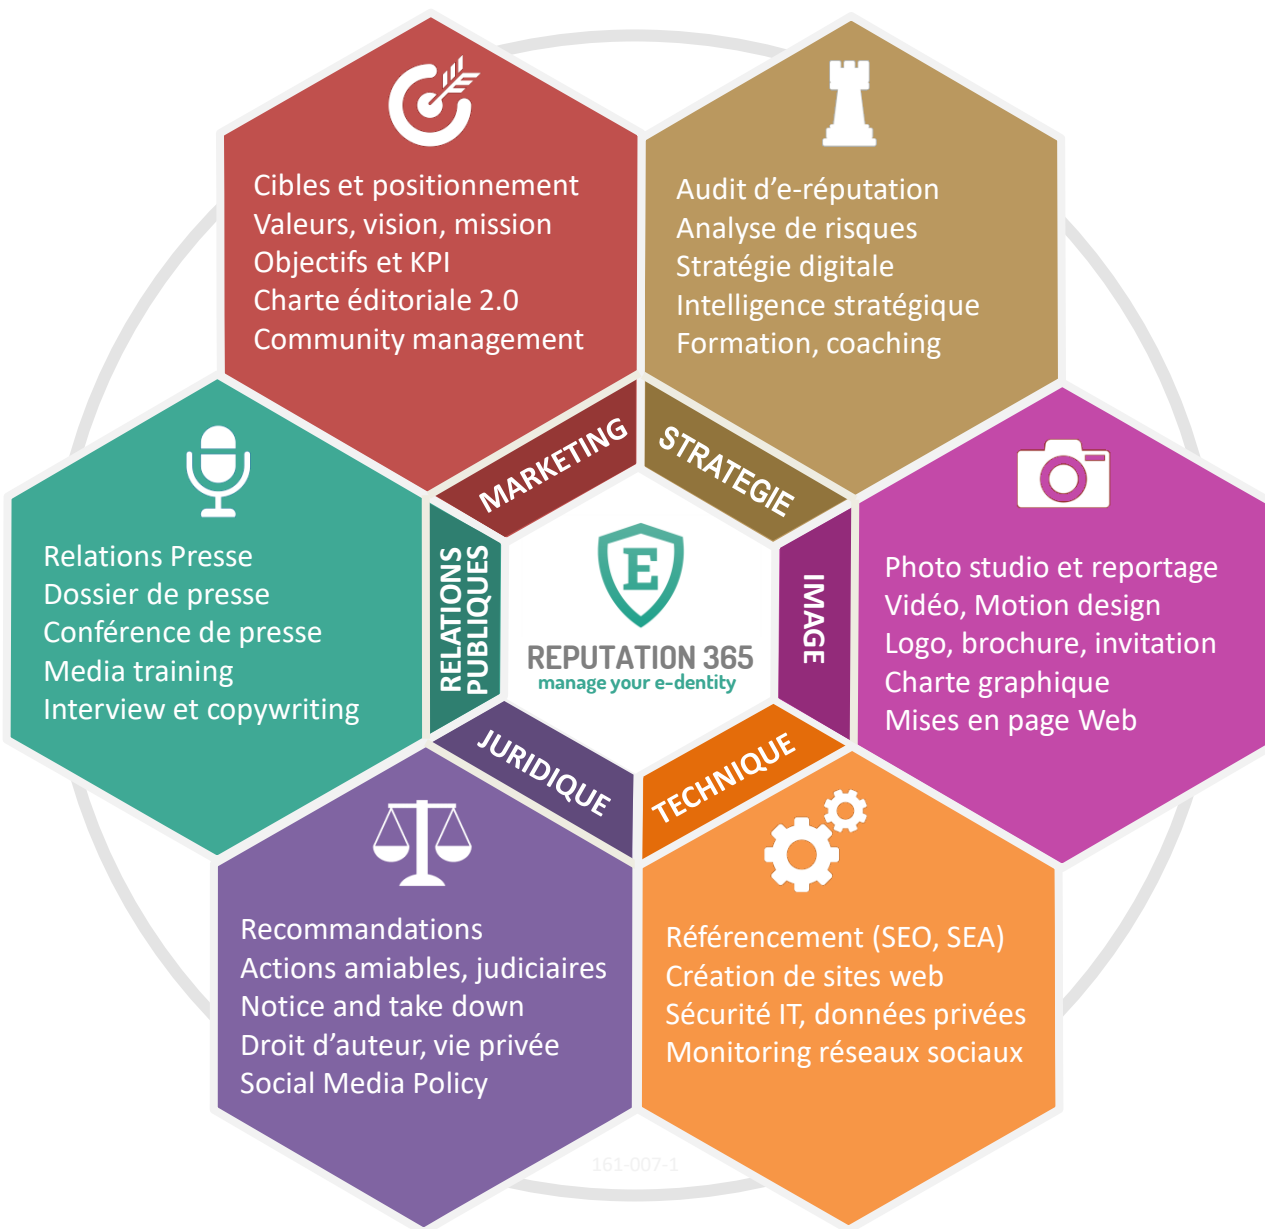 Cibles et positionnement
Valeurs, vision, mission
Objectifs et KPI
Charte éditoriale 2.0
Community management
MARKETING
Audit d’e-réputation
Analyse de risques
Stratégie digitale
Intelligence stratégique
Formation, coaching
STRATEGIE
Relations Presse
Dossier de presse
Conférence de presse
Media training
Interview et copywriting
RELATIONS
PUBLIQUES
E
REPUTATION 365
manage your e-dentity
IMAGE
Photo studio et reportage
Vidéo, Motion design
Logo, brochure, invitation
Charte graphique
Mises en page Web
JURIDIQUE
Recommandations
Actions amiables, judiciaires
Notice and take down
Droit d’auteur, vie privée
Social Media Policy
TECHNIQUE
Référencement (SEO, SEA)
Création de sites web
Sécurité IT, données privées
Monitoring réseaux sociaux
161-007-1